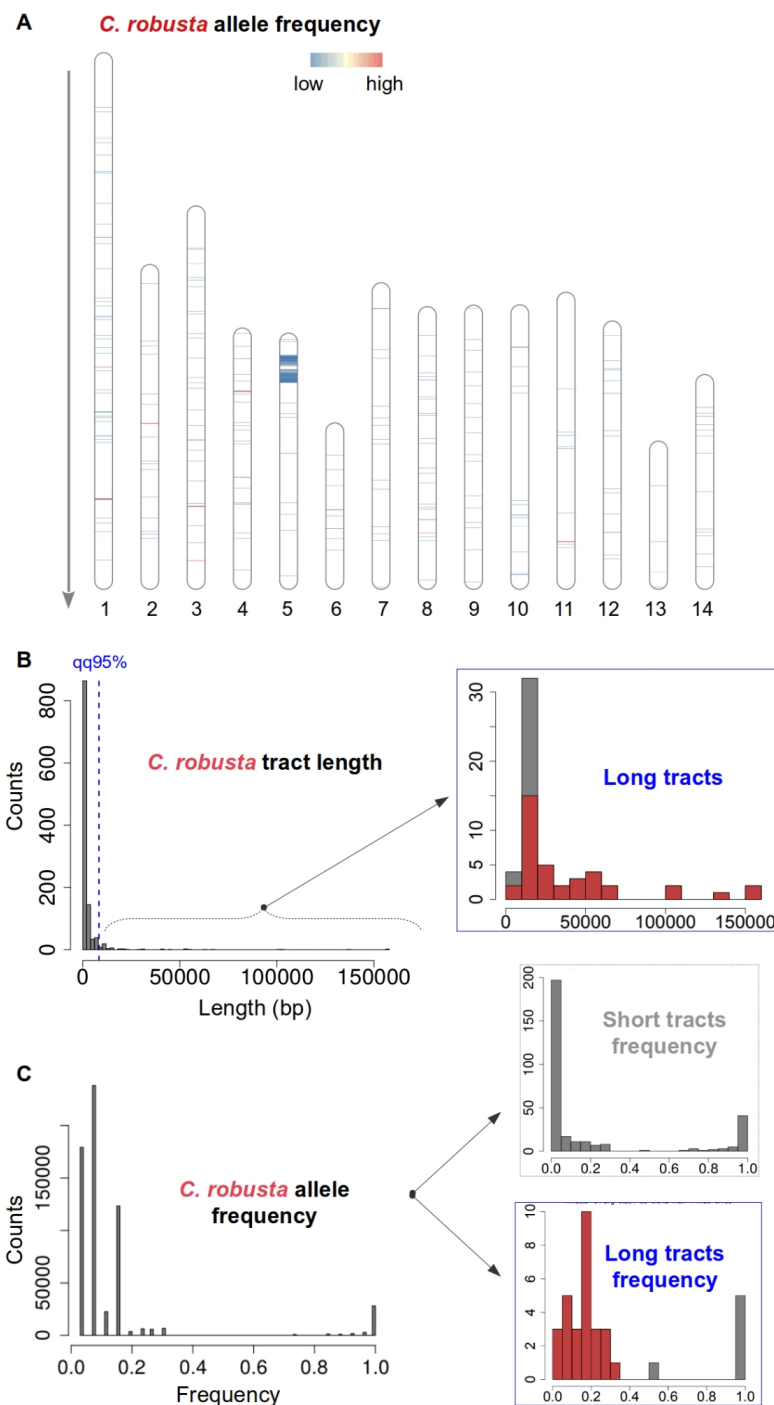 A
C. robusta allele frequency
low high
1 2 3 4 5 6 7 8 9 10 11 12 13 14
B
qq95%
C. robusta tract length
Counts
0 200 400 600 800
0 50000 100000 150000
Length (bp)
Long tracts
0 5 10 20 30
0 50000 100000 150000
Short tracts
frequency
0 50 100 150 200
0.0 0.2 0.4 0.6 0.8 1.0
C
C. robusta allele
frequency
Counts
0 50000 150000
0.0 0.2 0.4 0.6 0.8 1.0
Frequency
Long tracts
frequency
0 2 4 6 8 10
0.0 0.2 0.4 0.6 0.8 1.0